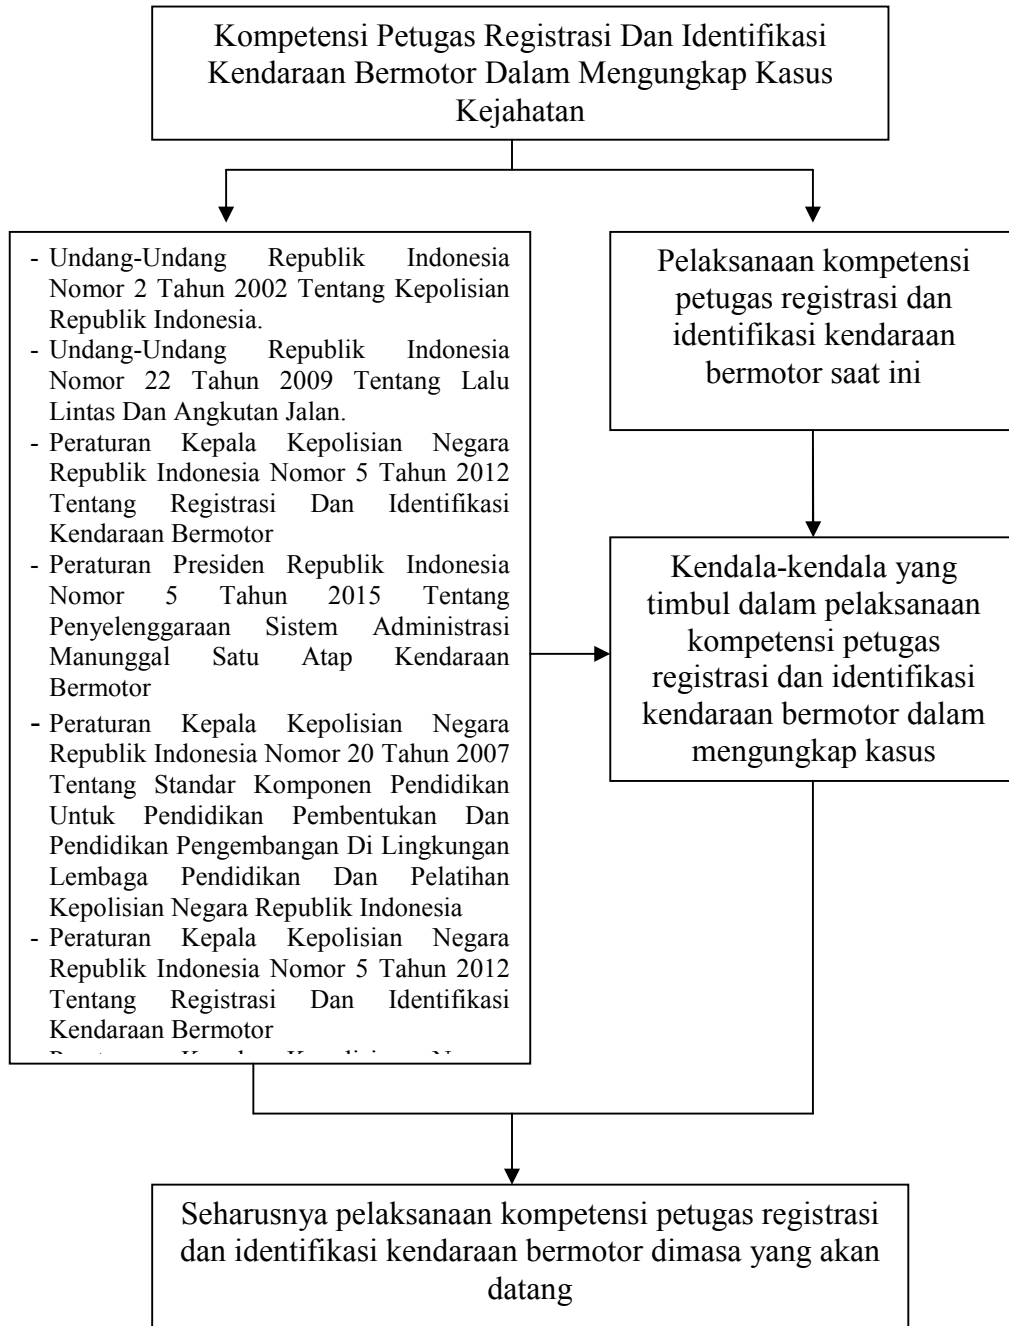 Kompetensi Petugas Registrasi Dan Identifikasi
Kendaraan Bermotor Dalam Mengungkap Kasus
Kejahatan
- Undang-Undang Republik Indonesia
Nomor 2 Tahun 2002 Tentang Kepolisian
Republik Indonesia.
- Undang-Undang Republik Indonesia
Nomor 22 Tahun 2009 Tentang Lalu
Lintas Dan Angkutan Jalan.
- Peraturan Kepala Kepolisian Negara
Republik Indonesia Nomor 5 Tahun 2012
Tentang Registrasi Dan Identifikasi
Kendaraan Bermotor
- Peraturan Presiden Republik Indonesia
Nomor 5 Tahun 2015 Tentang
Penyelenggaraan Sistem Administrasi
Manunggal Satu Atap Kendaraan
Bermotor
- Peraturan Kepala Kepolisian Negara
Republik Indonesia Nomor 20 Tahun 2007
Tentang Standar Komponen Pendidikan
Untuk Pendidikan Pembentukan Dan
Pendidikan Pengembangan Di Lingkungan
Lembaga Pendidikan Dan Pelatihan
Kepolisian Negara Republik Indonesia
- Peraturan Kepala Kepolisian Negara
Republik Indonesia Nomor 5 Tahun 2012
Tentang Registrasi Dan Identifikasi
Kendaraan Bermotor
Pelaksanaan kompetensi
petugas registrasi dan
identifikasi kendaraan
bermotor saat ini
Kendala-kendala yang
timbul dalam pelaksanaan
kompetensi petugas
registrasi dan identifikasi
kendaraan bermotor dalam
mengungkap kasus
Seharusnya pelaksanaan kompetensi petugas registrasi
dan identifikasi kendaraan bermotor dimasa yang akan
datang